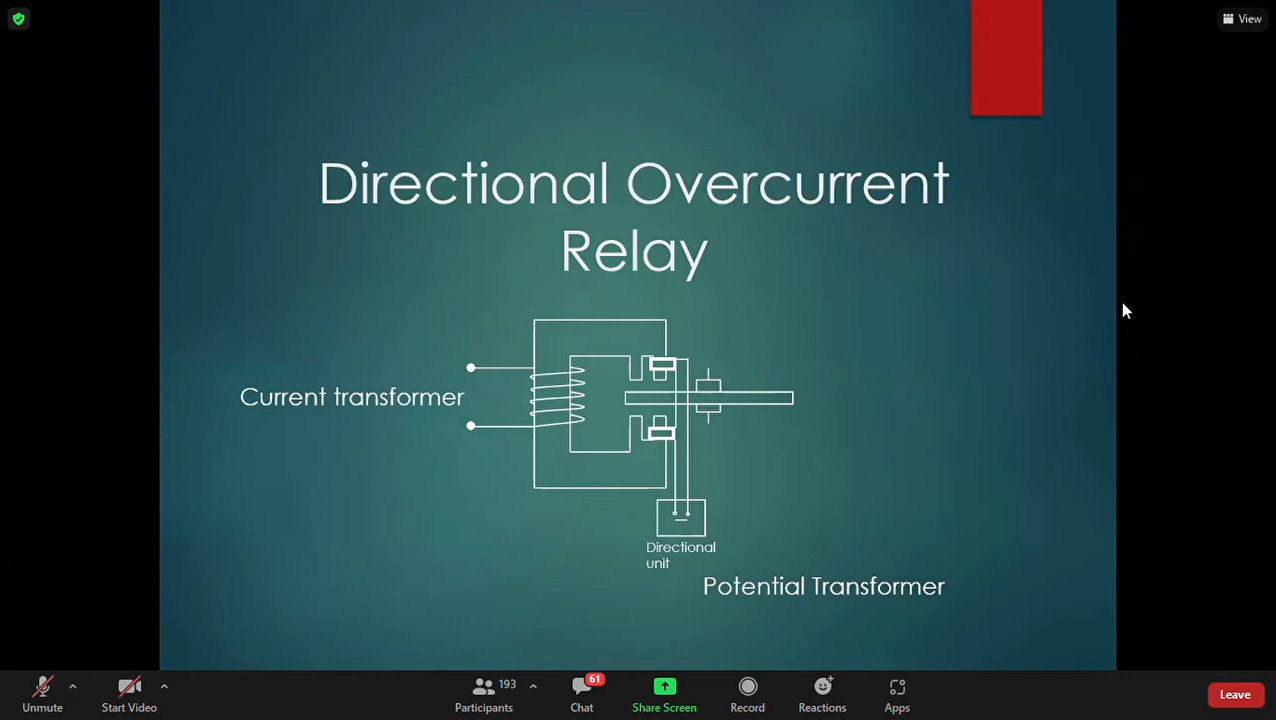 View
Directional Overcurrent
Relay
Current transformer
Directional
unit
Potential Transformer
Unmute
Start Video
193
Participants
61
Chat
Share Screen
Record
Reactions
Apps
Leave